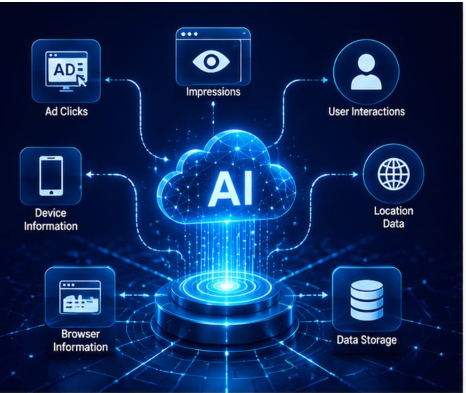 AD
Ad Clicks
Impressions
User Interactions
AI
Device
Information
Location
Data
Browser
Information
Data Storage